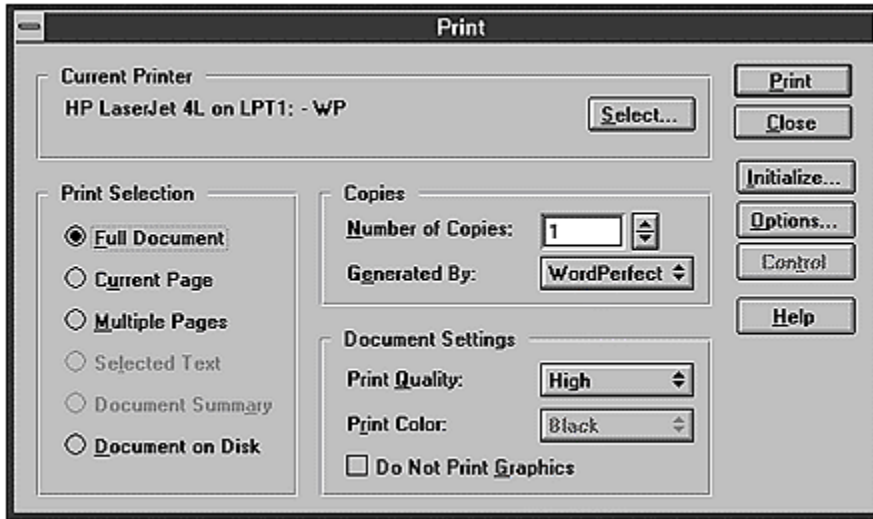 Print
Current Printer
HP LaserJet 4L on LPT1: - WP
Select...
Print
Close
Initialize...
Options...
Control
Help
Print Selection
Full Document
Current Page
Multiple Pages
Selected Text
Document Summary
Document on Disk
Copies
Number of Copies: 1
Generated By: WordPerfect
Document Settings
Print Quality: High
Print Color: Black
Do Not Print Graphics